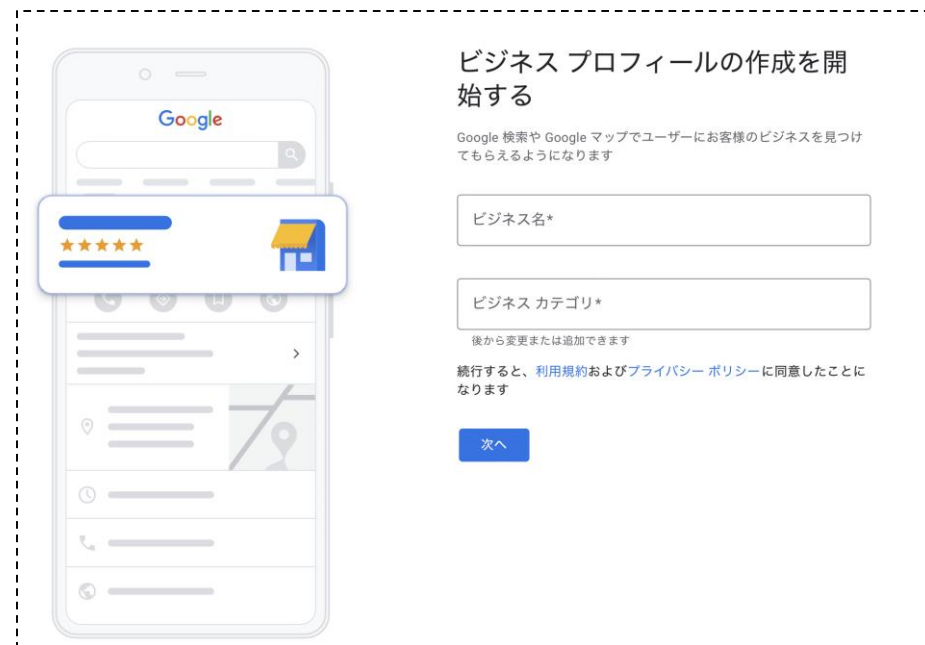 Google
ビジネス プロフィールの作成を開
始する
Google 検索や Google マップでユーザーにお客様のビジネスを見つけ
てもらえるようになります
ビジネス名*
ビジネス カテゴリ*
後から変更または追加できます
続行すると、利用規約およびプライバシー ポリシーに同意したことに
なります
次へ